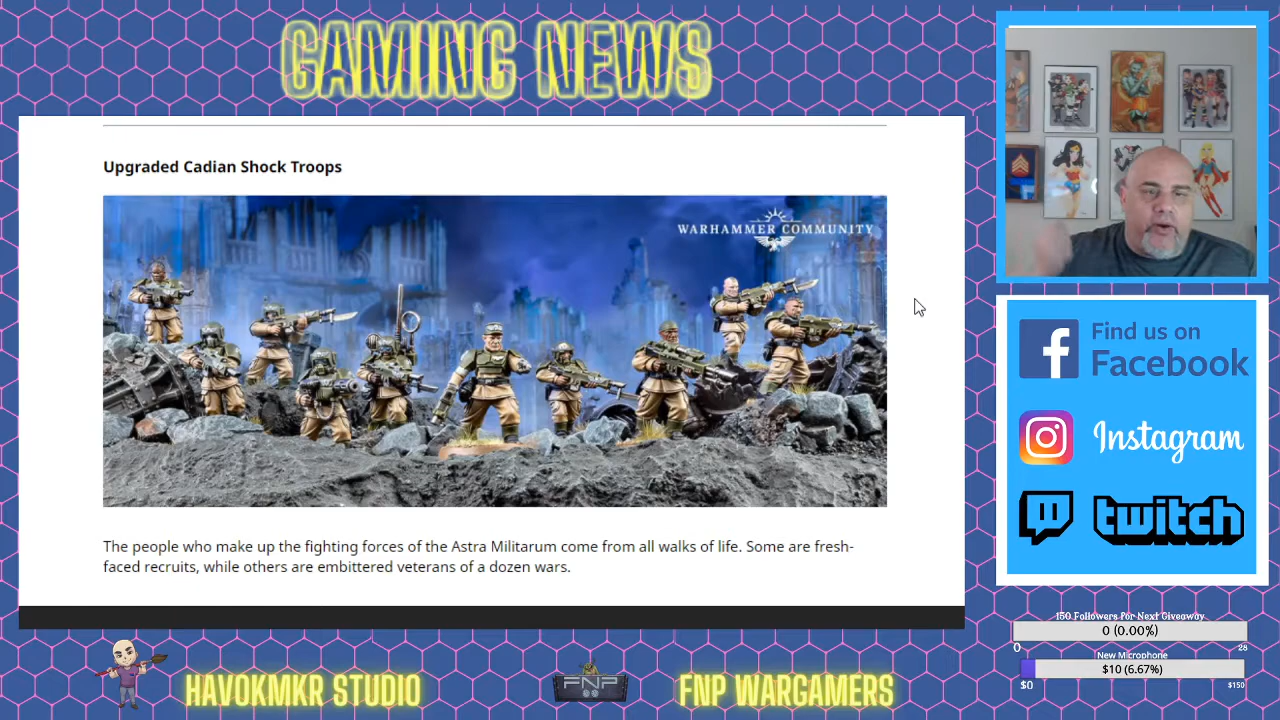 GAMING NEWS
Upgraded Cadian Shock Troops
WARHAMMER COMMUNITY
The people who make up the fighting forces of the Astra Militarum come from all walks of life. Some are fresh-
faced recruits, while others are embittered veterans of a dozen wars.
Find us on
Facebook
Instagram
twitch
150 Followers For Next Giveaway
0 (0.00%)
0
28
New Microphone
$10 (6.67%)
$0
$150
HAVOKMKR STUDIO
FNP
FNP WARGAMERS